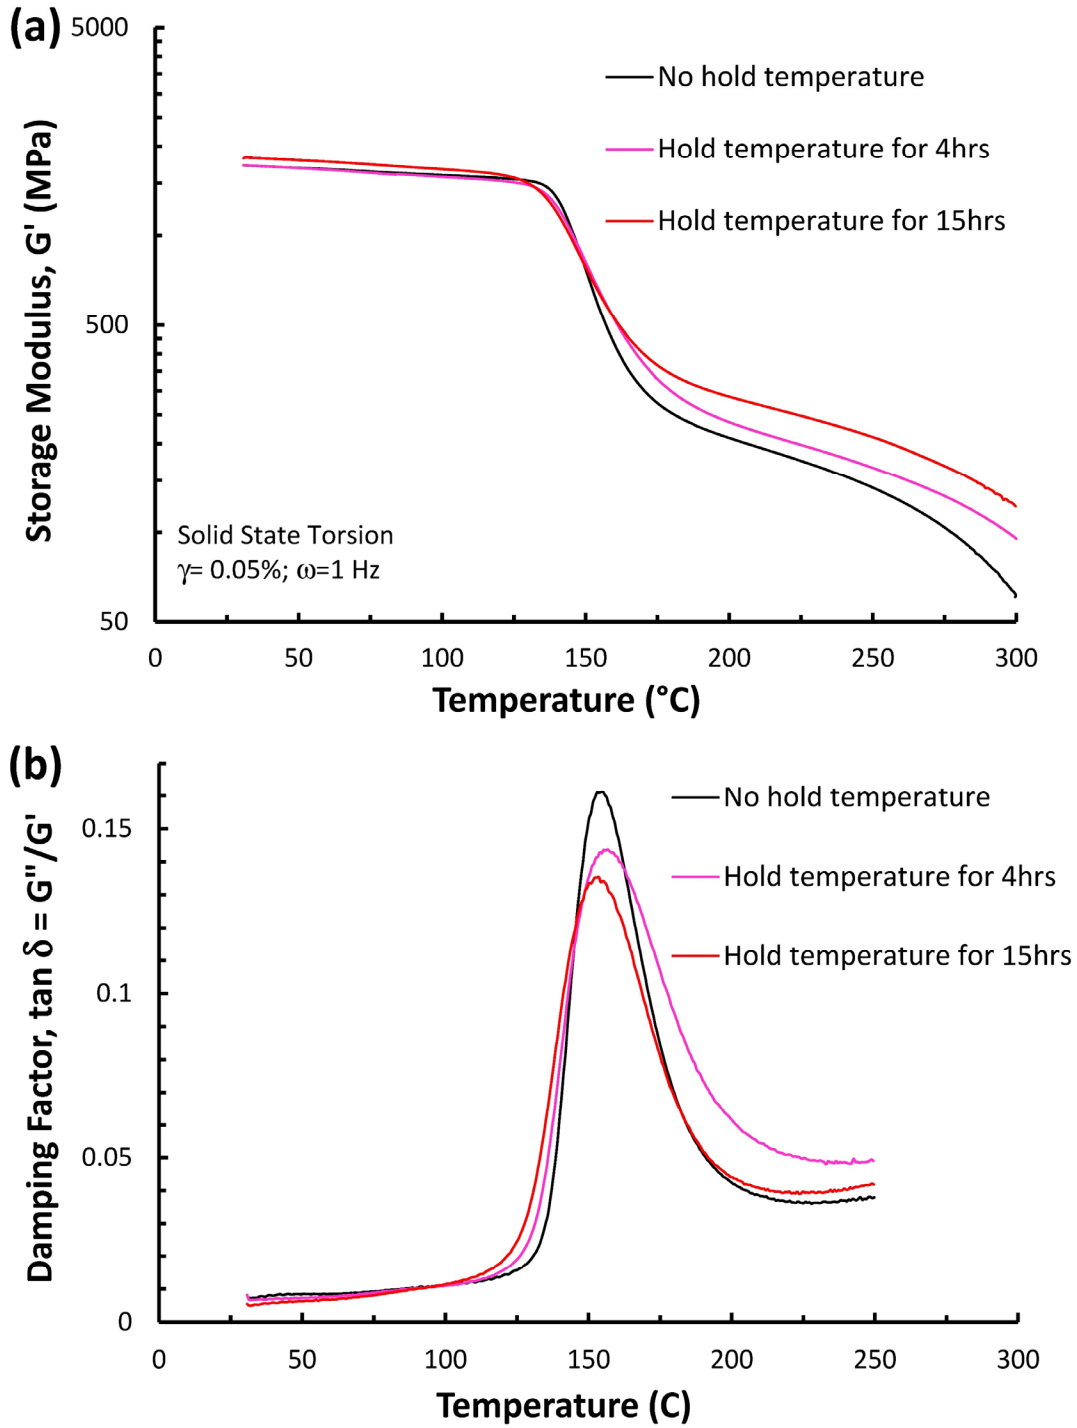 (a)
5000
500
50
Storage Modulus, G' (MPa)
No hold temperature
Hold temperature for 4hrs
Hold temperature for 15hrs
Solid State Torsion
γ= 0.05%; ω=1 Hz
0 50 100 150 200 250 300
Temperature (°C)
(b)
0.15
0.1
0.05
0
Damping Factor, tan δ = G"/G'
No hold temperature
Hold temperature for 4hrs
Hold temperature for 15hrs
0 50 100 150 200 250 300
Temperature (C)